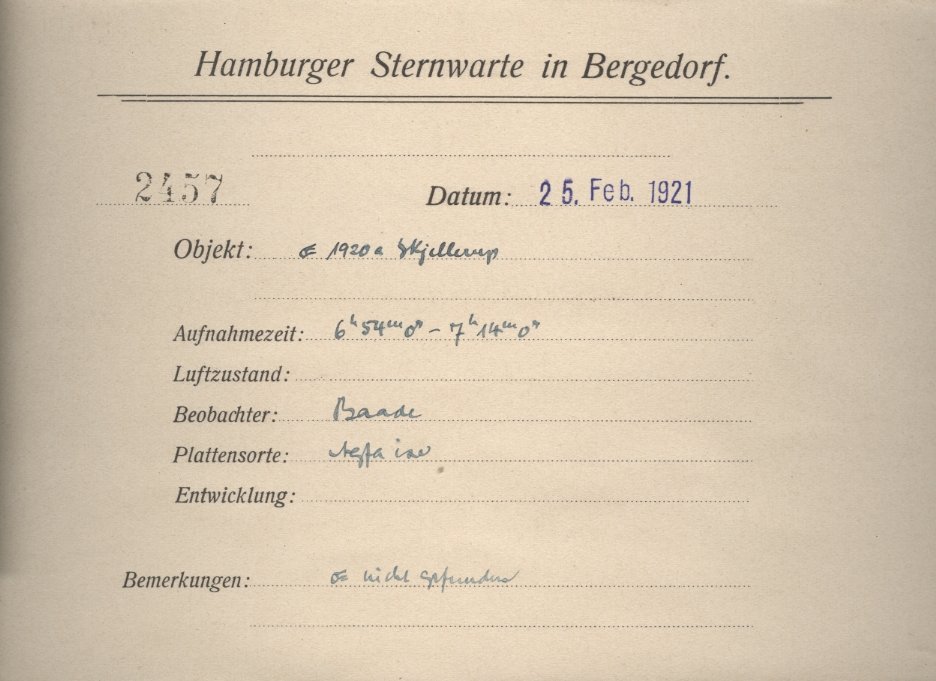 Hamburger Sternwarte in Bergedorf.
2457 Datum: 25. Feb. 1921
Objekt: ☄ 1920a Skjellerup
Aufnahmezeit: 6ʰ54ᵐ0ˢ – 7ʰ14ᵐ0ˢ
Luftzustand:
Beobachter: Baade
Plattensorte: Agfa iso
Entwicklung:
Bemerkungen: ☄ nicht gefunden